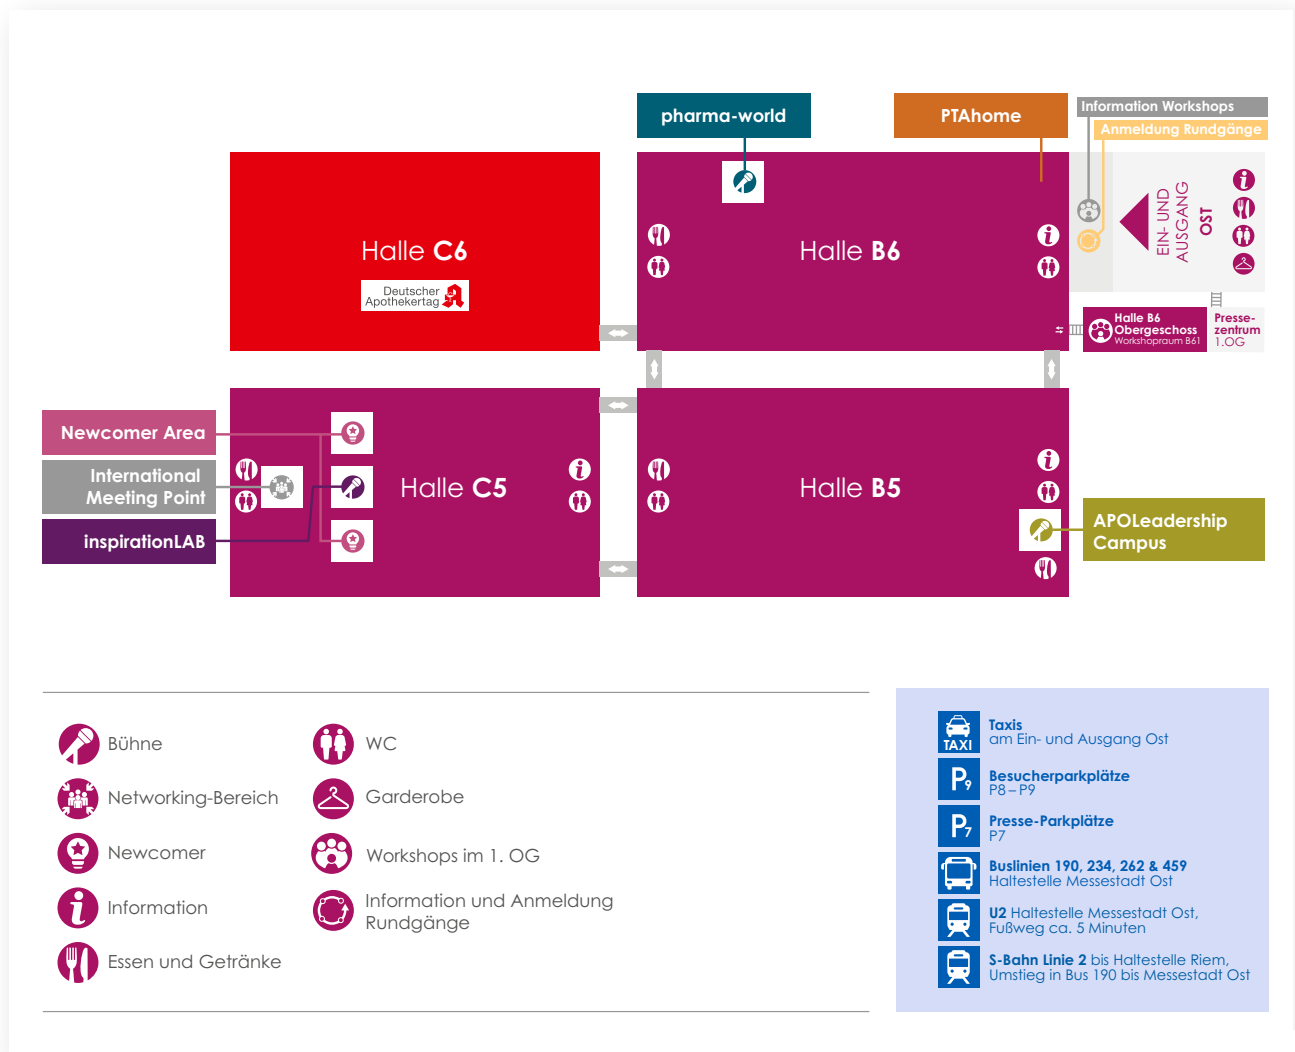 pharma-world
PTAhome
Information Workshops
Anmeldung Rundgänge
Halle C6
Deutscher
Apothekertag
Halle B6
EIN- UND
AUSGANG
OST
Halle B6
Obergeschoss
Workshopraum B61
Presse-
zentrum
1.OG
Newcomer Area
International
Meeting Point
inspirationLAB
Halle C5
Halle B5
APOLeadership
Campus
Bühne
Networking-Bereich
Newcomer
Information
Essen und Getränke
WC
Garderobe
Workshops im 1. OG
Information und Anmeldung
Rundgänge
TAXI
Taxis
am Ein- und Ausgang Ost
P9
Besucherparkplätze
P8–P9
P7
Presse-Parkplätze
P7
Buslinien 190, 234, 262 & 459
Haltestelle Messestadt Ost
U2 Haltestelle Messestadt Ost,
Fußweg ca. 5 Minuten
S-Bahn Linie 2 bis Haltestelle Riem,
Umstieg in Bus 190 bis Messestadt Ost